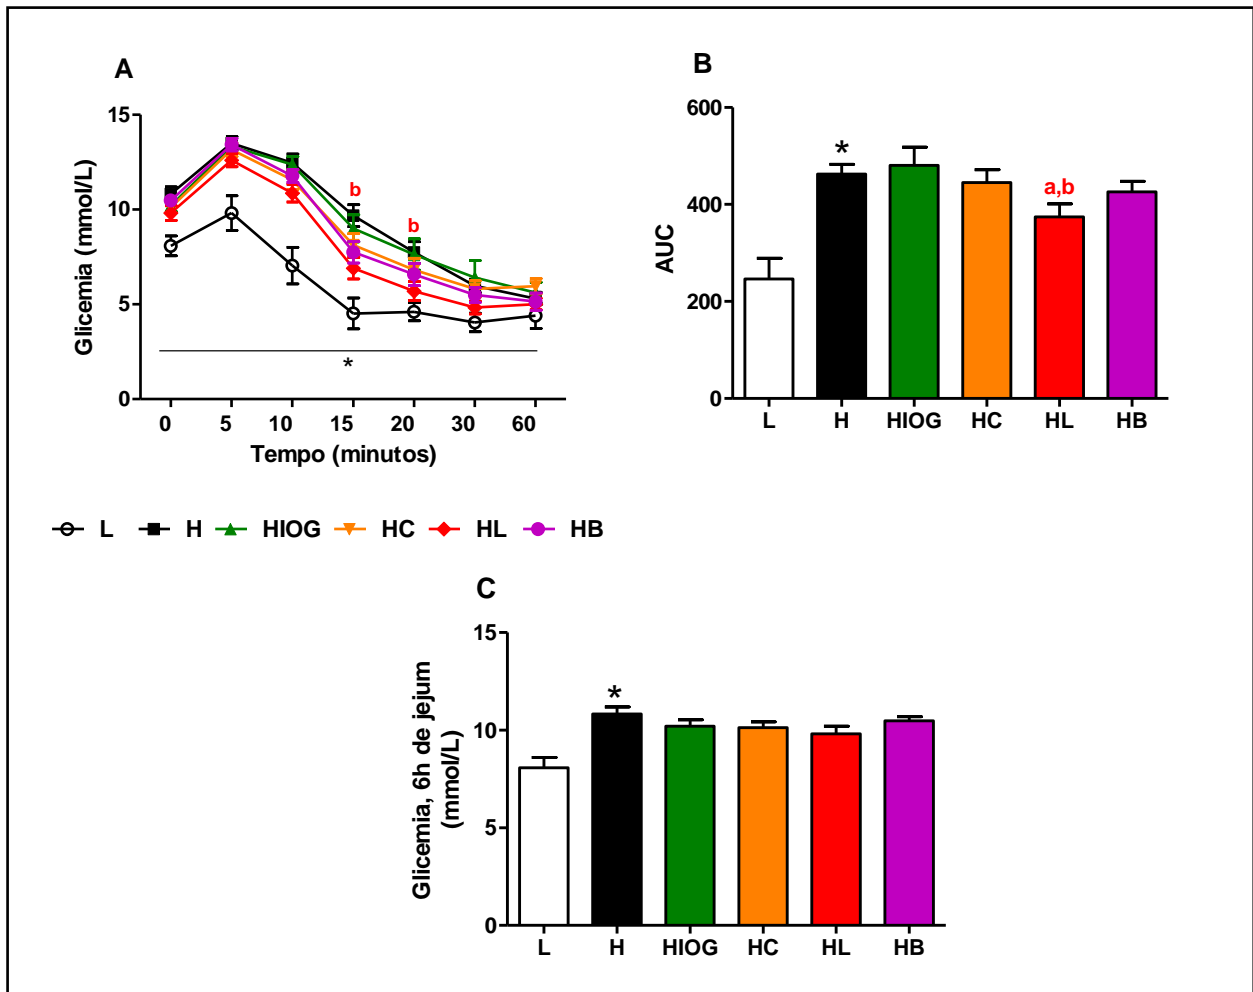 A
Glicemia (mmol/L)
15
10
5
0
b
b
*
0 5 10 15 20 30 60
Tempo (minutos)
B
AUC
600
400
200
0
*
a,b
L H HIOG HC HL HB
L H HIOG HC HL HB
C
Glicemia, 6h de jejum
(mmol/L)
15
10
5
0
*
L H HIOG HC HL HB